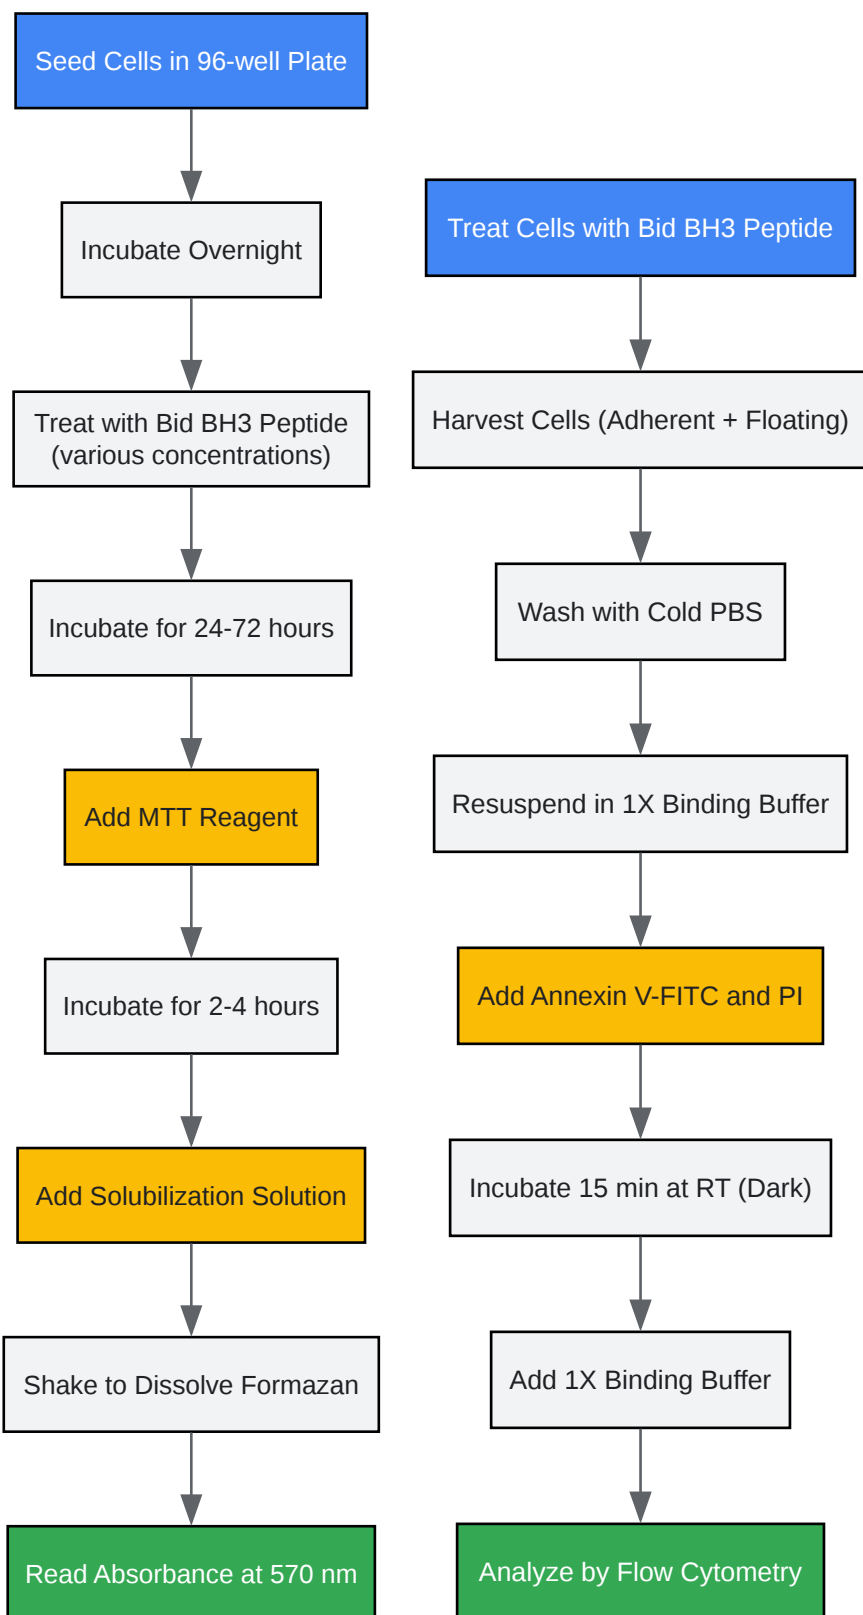 Seed Cells in 96-well Plate
Incubate Overnight
Treat with Bid BH3 Peptide
(various concentrations)
Incubate for 24-72 hours
Add MTT Reagent
Incubate for 2-4 hours
Add Solubilization Solution
Shake to Dissolve Formazan
Read Absorbance at 570 nm
Treat Cells with Bid BH3 Peptide
Harvest Cells (Adherent + Floating)
Wash with Cold PBS
Resuspend in 1X Binding Buffer
Add Annexin V-FITC and PI
Incubate 15 min at RT (Dark)
Add 1X Binding Buffer
Analyze by Flow Cytometry